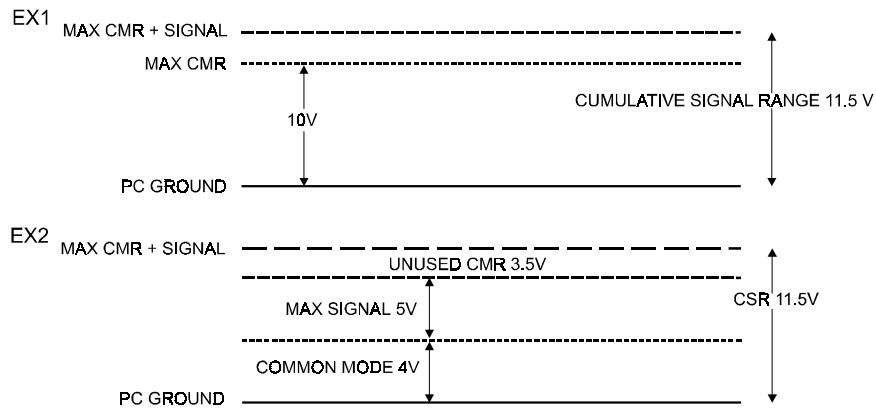 EX1
MAX CMR + SIGNAL
MAX CMR
10V
CUMULATIVE SIGNAL RANGE 11.5 V
PC GROUND
EX2
MAX CMR + SIGNAL
UNUSED CMR 3.5V
MAX SIGNAL 5V
CSR 11.5V
COMMON MODE 4V
PC GROUND